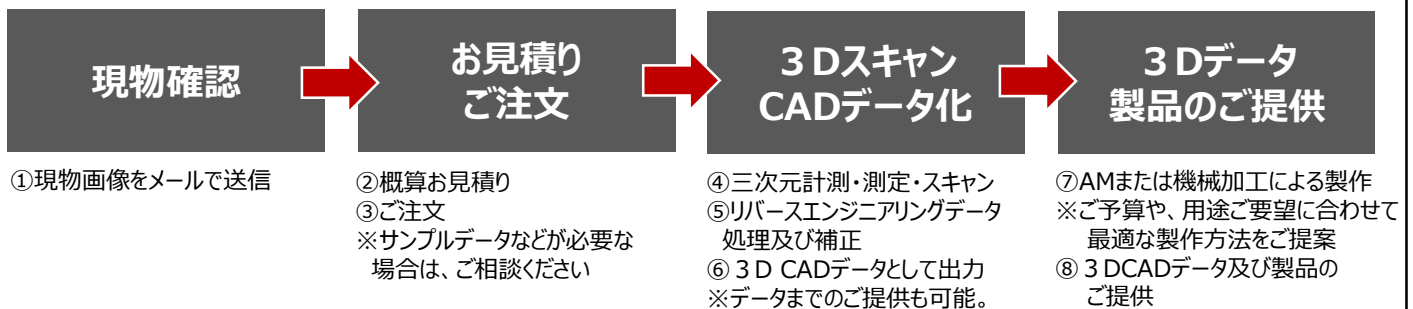 現物確認
①現物画像をメールで送信
お見積り
ご注文
②概算お見積り
③ご注文
※サンプルデータなどが必要な
場合は、ご相談ください
３Dスキャン
CADデータ化
④三次元計測・測定・スキャン
⑤リバースエンジニアリングデータ
処理及び補正
⑥３D CADデータとして出力
※データまでのご提供も可能。
３Dデータ
製品のご提供
⑦AMまたは機械加工による製作
※ご予算や、用途ご要望に合わせて
最適な製作方法をご提案
⑧３DCADデータ及び製品の
ご提供